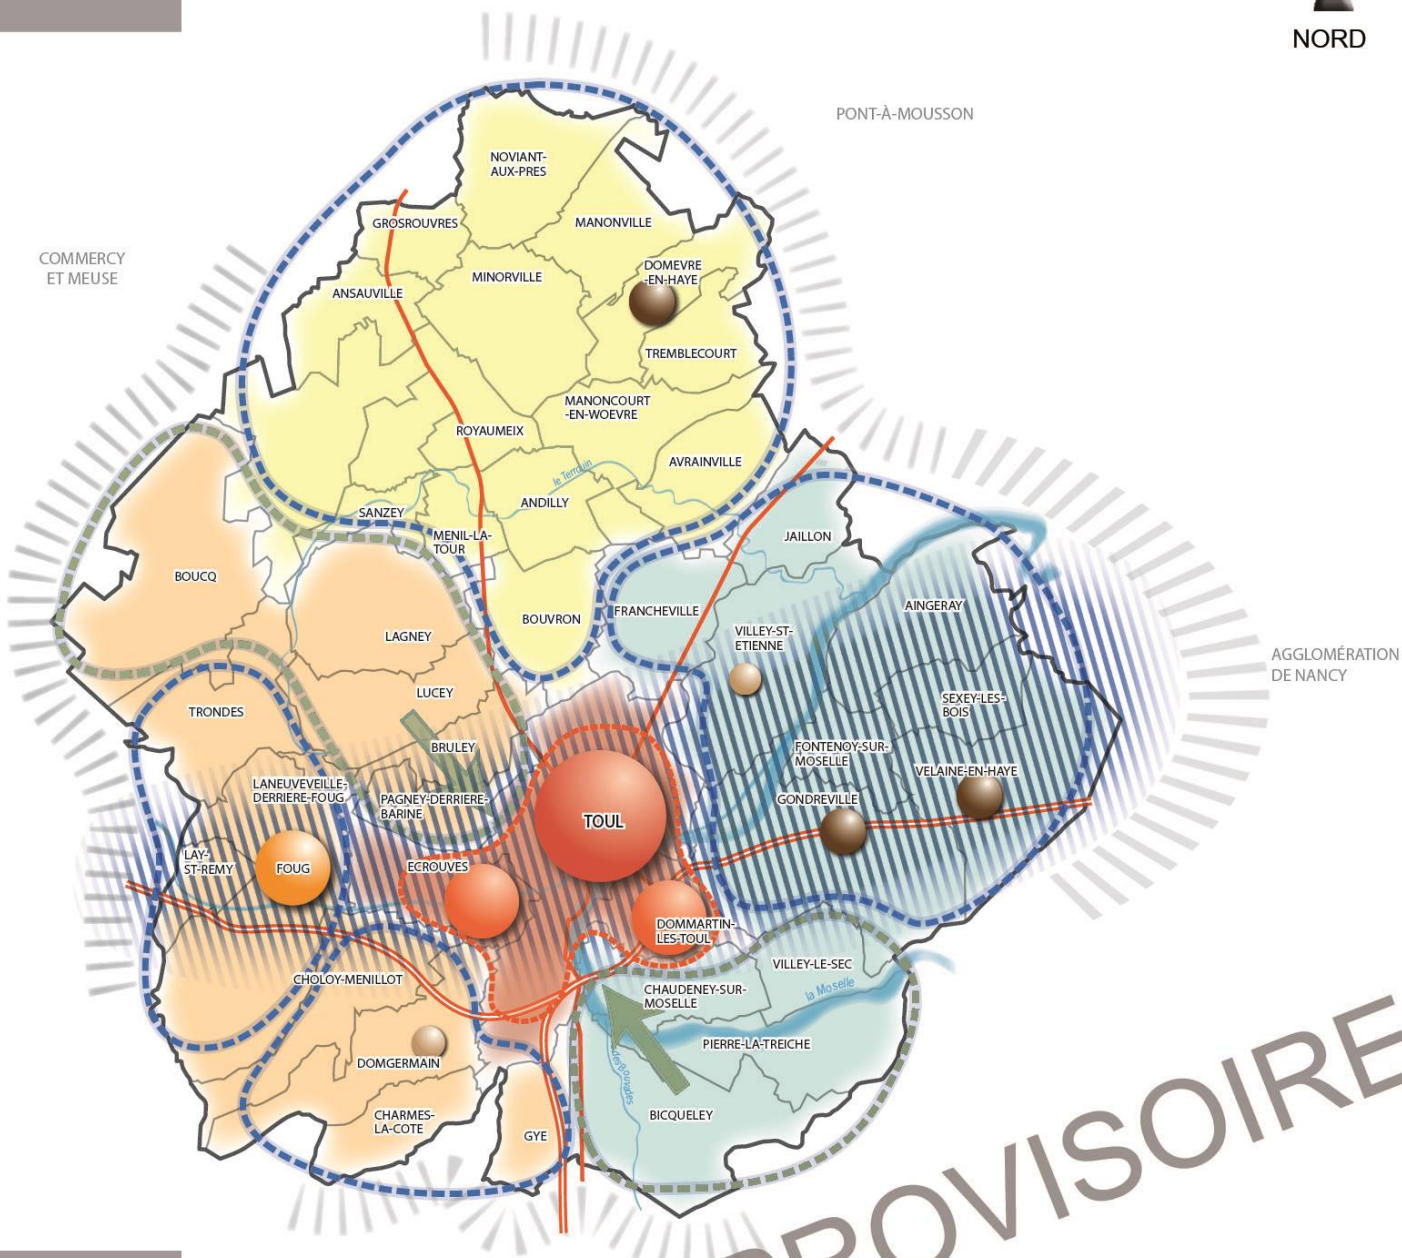 NORD
PONT-À-MOUSSON
NOVIANT-
AUX-PRES
GROSROUVRES
MANONVILLE
COMMERCY
ET MEUSE
DOMEVRE
-EN-HAYE
MINORVILLE
ANSAUVILLE
TREMBLECOURT
MANONCOURT
-EN-WOEVRE
ROYAUMEIX
AVRAINVILLE
le Terrouin
ANDILLY
SANZEY
MENIL-LA-
TOUR
JAILLON
BOUCQ
AINGERAY
FRANCHEVILLE
BOUVRON
LAGNEY
VILLEY-ST-
ETIENNE
AGGLOMÉRATION
DE NANCY
LUCEY
SEXEY-LES-
BOIS
TRONDES
BRULEY
FONTENOY-SUR-
MOSELLE
VELAINE-EN-HAYE
LANEUVEVEILLE-
DERRIERE-FOUG
PAGNEY-DERRIERE-
BARINE
GONDREVILLE
TOUL
LAY-
ST-REMY
FOUG
ECROUVES
DOMMARTIN-
LES-TOUL
VILLEY-LE-SEC
CHOLOY-MENILLOT
CHAUDENEY-SUR-
MOSELLE
la Moselle
PIERRE-LA-TREICHE
DOMGERMAIN
BICQUELEY
CHARMES-
LA-COTE
GYE
ROVISOIRE